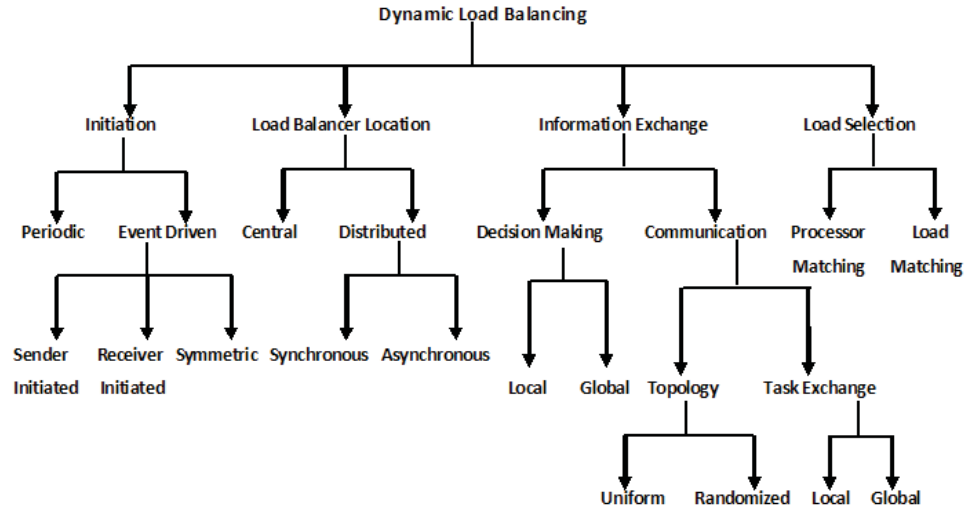 Dynamic Load Balancing
Initiation Load Balancer Location Information Exchange Load Selection
Periodic Event Driven Central Distributed Decision Making Communication Processor Load
Matching Matching
Sender Receiver Symmetric Synchronous Asynchronous
Initiated Initiated Local Global Topology Task Exchange
Uniform Randomized Local Global